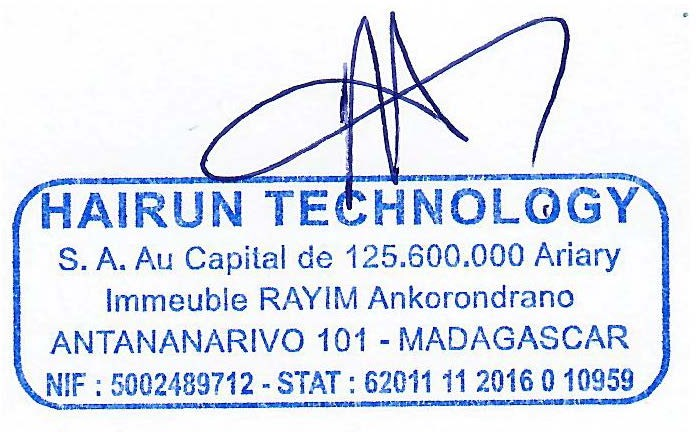 HAIRUN TECHNOLOGY
S. A. Au Capital de 125.600.000 Ariary
Immeuble RAYIM Ankorondrano
ANTANANARIVO 101 - MADAGASCAR
NIF : 5002489712 - STAT : 62011 11 2016 0 10959